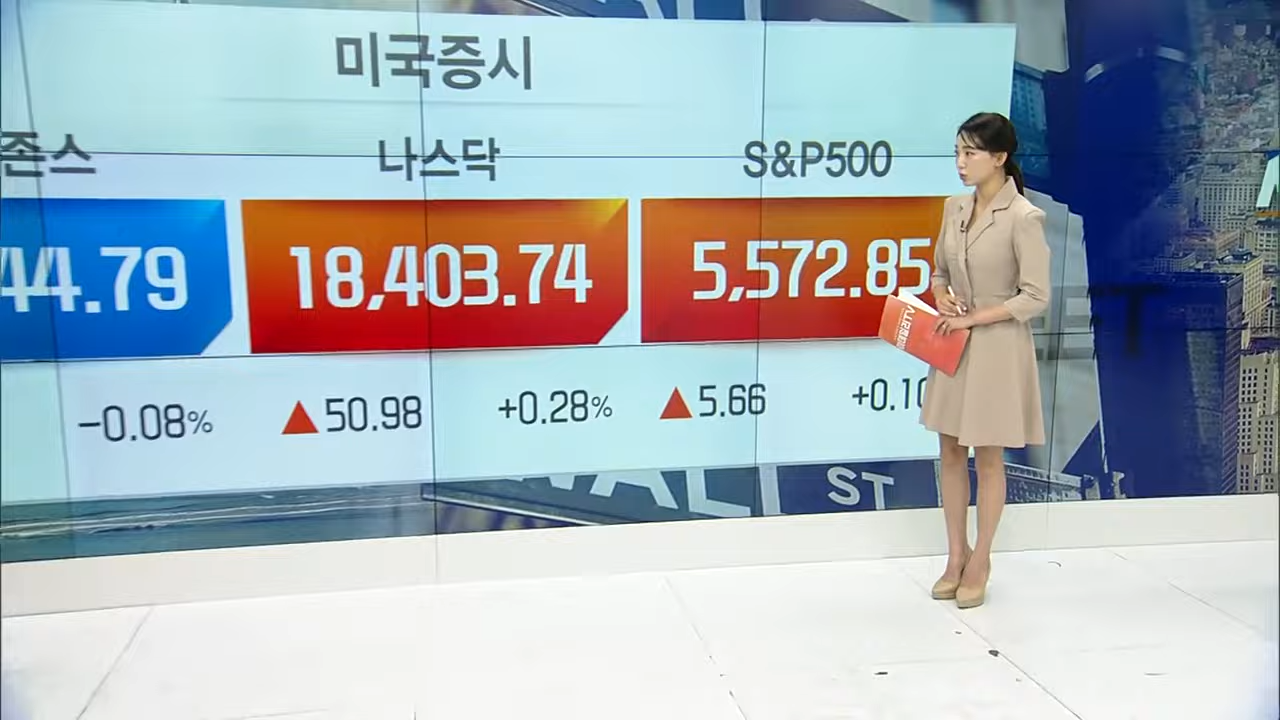 미국증시
존스
나스닥
S&P500
44.79
18,403.74
5,572.85
-0.08%
▲50.98
+0.28%
▲5.66
+0.10
WALL ST